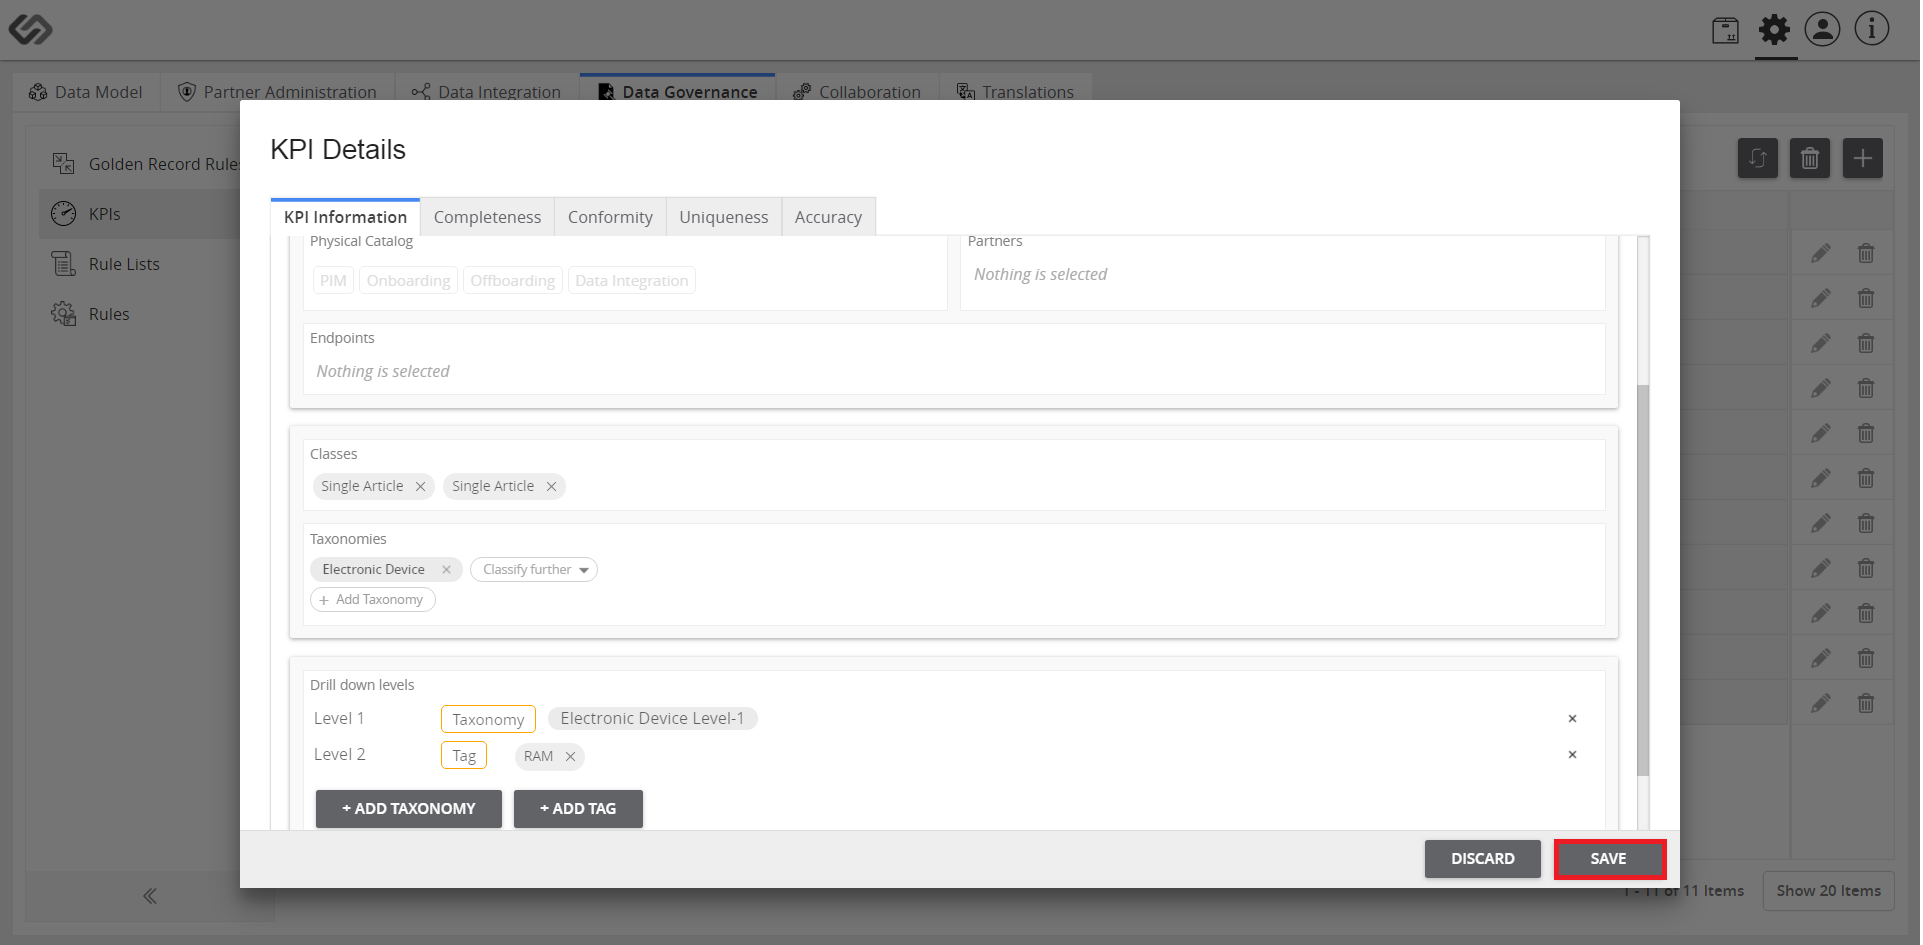 Data Model
Partner Administration
Data Integration
Data Governance
Collaboration
Translations
Golden Record Rules
KPIs
Rule Lists
Rules
KPI Details
KPI Information
Completeness
Conformity
Uniqueness
Accuracy
Physical Catalog
PIM
Onboarding
Offboarding
Data Integration
Partners
Nothing is selected
Endpoints
Nothing is selected
Classes
Single Article ×
Single Article ×
Taxonomies
Electronic Device ×
Classify further
+ Add Taxonomy
Drill down levels
Level 1 Taxonomy Electronic Device Level-1 ×
Level 2 Tag RAM × ×
+ ADD TAXONOMY
+ ADD TAG
DISCARD
SAVE
1 - 11 of 11 Items
Show 20 Items